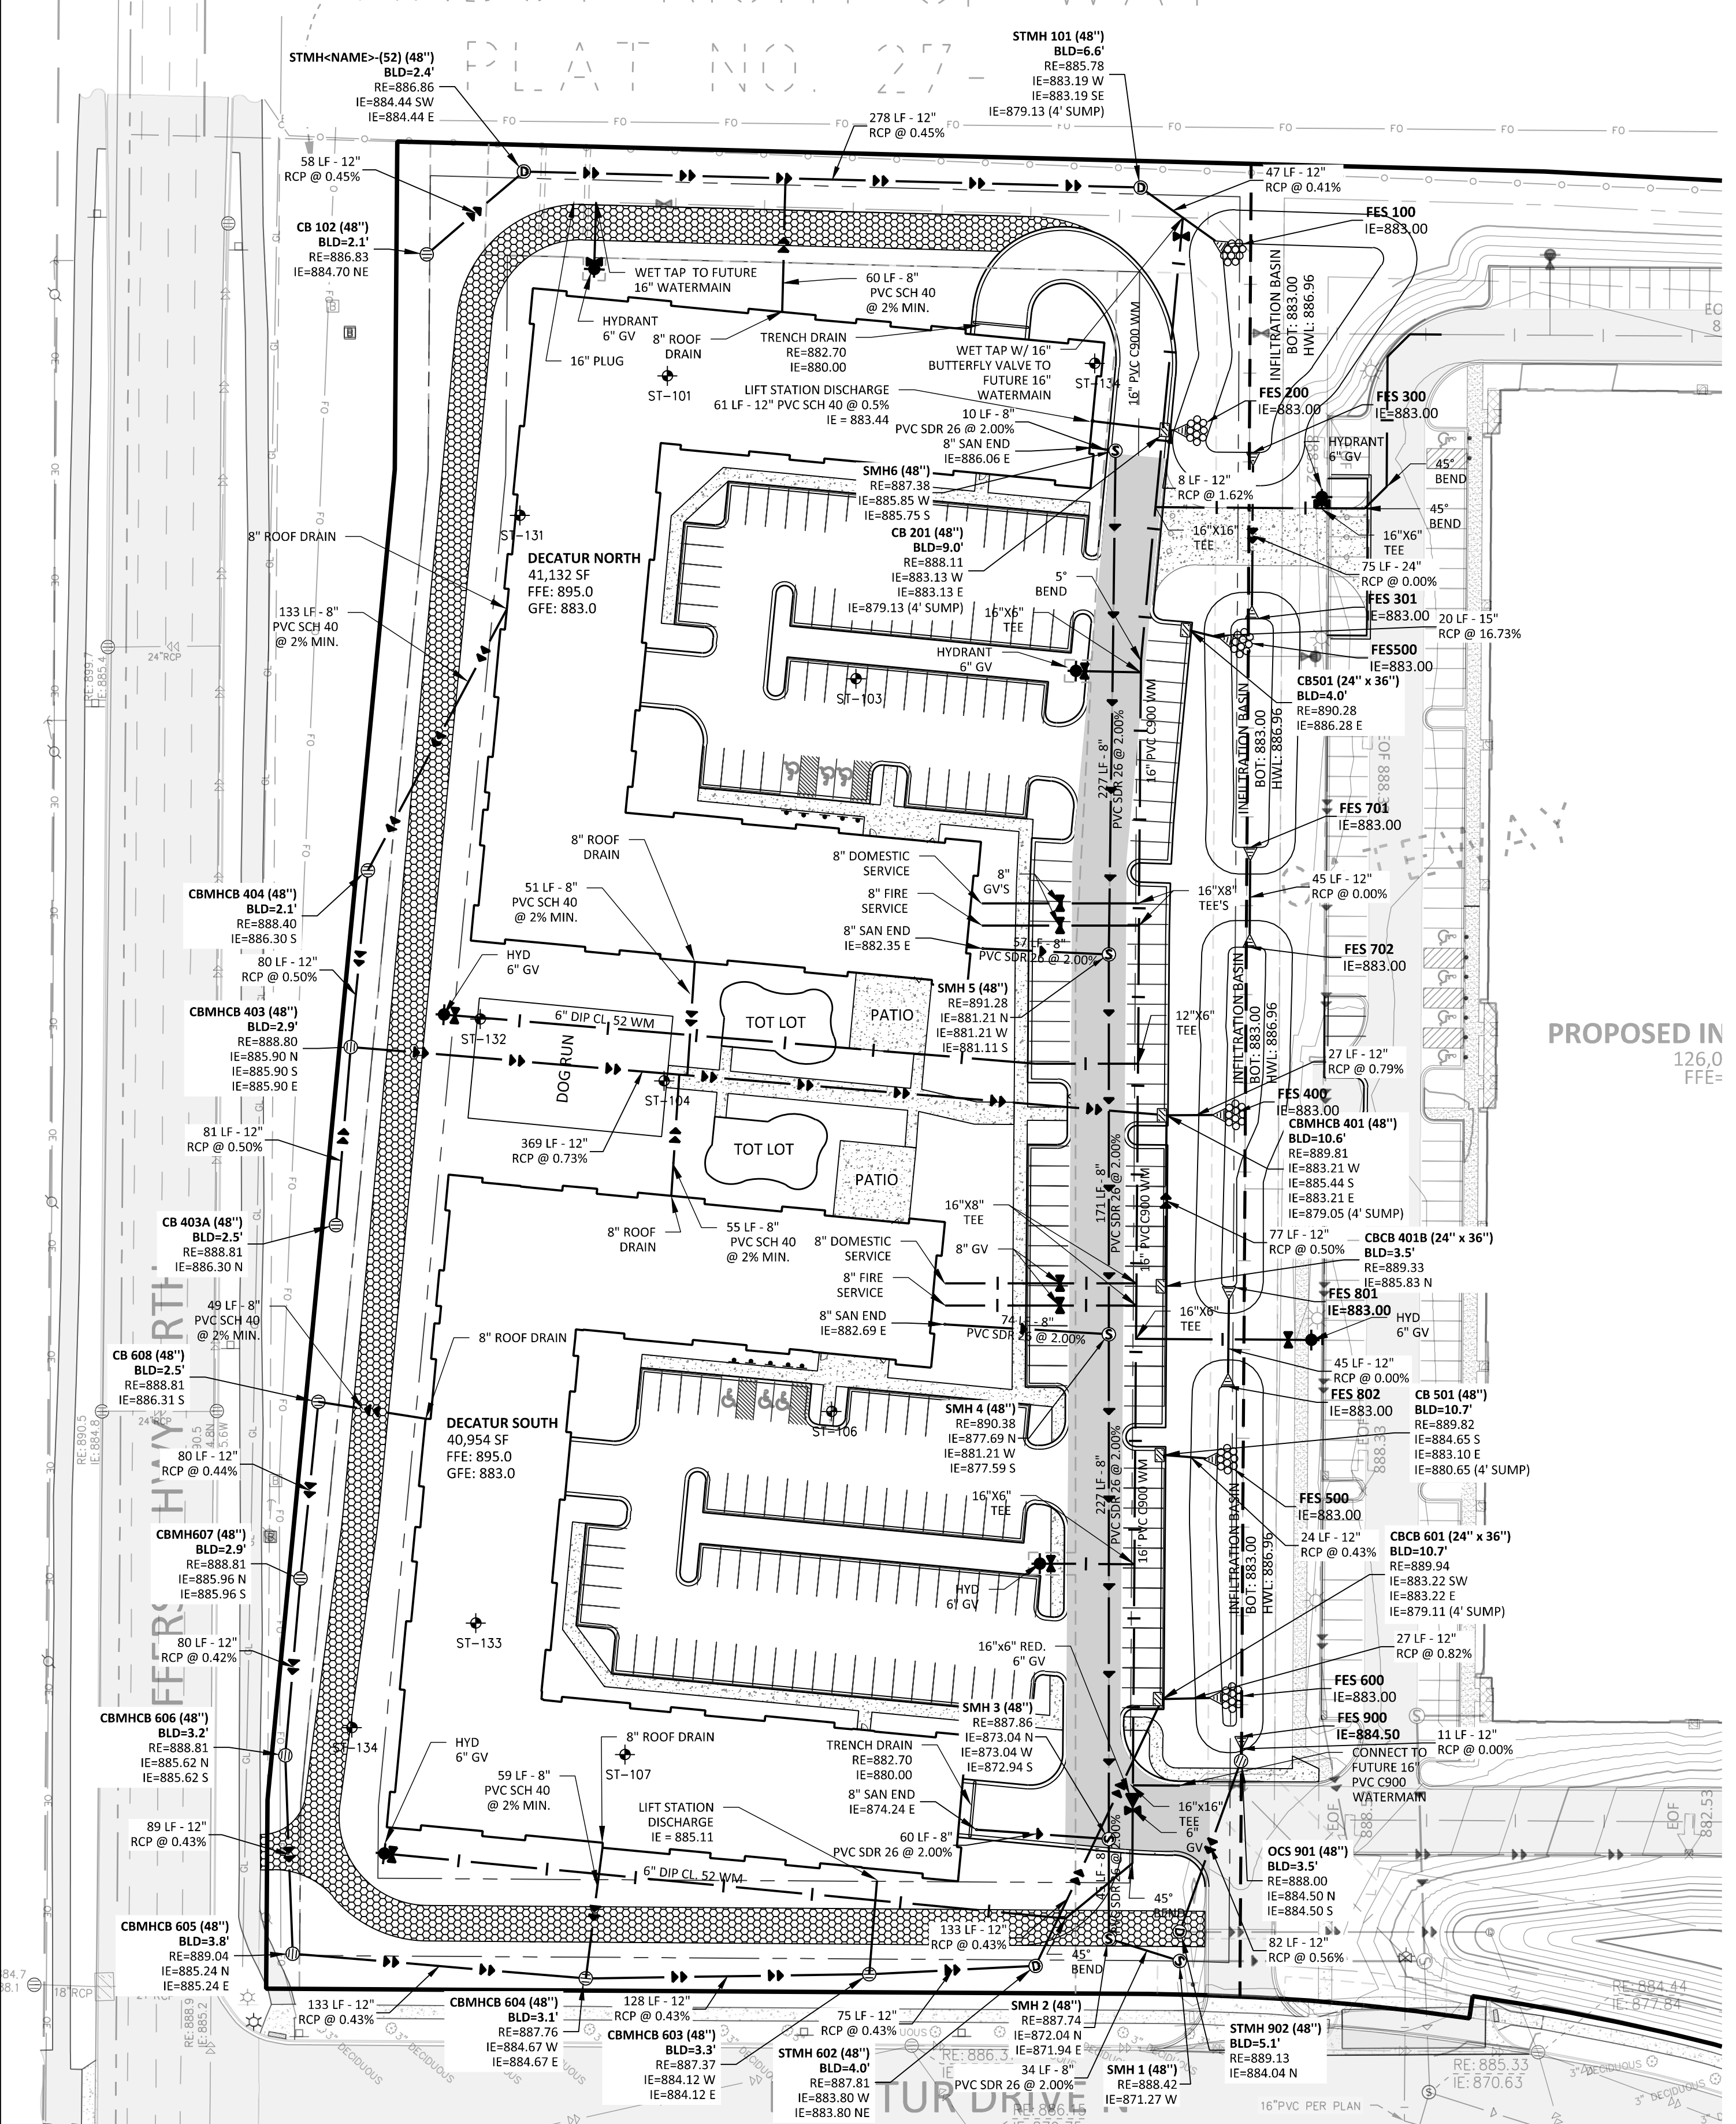 PLAT NO. 27-
STMH<NAME>-(52) (48")
BLD=2.4'
RE=886.86
IE=884.44 SW
IE=884.44 E
STMH 101 (48")
BLD=6.6'
RE=885.78
IE=883.19 W
IE=883.19 SE
IE=879.13 (4' SUMP)
278 LF - 12"
RCP @ 0.45%
58 LF - 12"
RCP @ 0.45%
47 LF - 12"
RCP @ 0.41%
FO FO FO FO FO FO FO FO FO FO
CB 102 (48")
BLD=2.1'
RE=886.83
IE=884.70 NE
FES 100
IE=883.00
WET TAP TO FUTURE
16" WATERMAIN
60 LF - 8"
PVC SCH 40
@ 2% MIN.
HYDRANT
6" GV
16" PLUG
8" ROOF
DRAIN
TRENCH DRAIN
RE=882.70
IE=880.00
WET TAP W/ 16"
BUTTERFLY VALVE TO
FUTURE 16"
WATERMAIN
16" PVC C900 WM
INFILTRATION BASIN
BOT: 883.00
HWL: 886.96
ST-101
ST-134
LIFT STATION DISCHARGE
61 LF - 12" PVC SCH 40 @ 0.5%
IE = 883.44
10 LF - 8"
PVC SDR 26 @ 2.00%
8" SAN END
IE=886.06 E
FES 200
IE=883.00
FES 300
IE=883.00
HYDRANT
6" GV
45°
BEND
45°
BEND
SMH6 (48")
RE=887.38
IE=885.85 W
IE=885.75 S
8 LF - 12"
RCP @ 1.62%
16"X16"
TEE
16"X6"
TEE
CB 201 (48")
BLD=9.0'
RE=888.11
IE=883.13 W
IE=883.13 E
IE=879.13 (4' SUMP)
5°
BEND
16"X6"
TEE
75 LF - 24"
RCP @ 0.00%
FES 301
IE=883.00
20 LF - 15"
RCP @ 16.73%
FES500
IE=883.00
CB501 (24" x 36")
BLD=4.0'
RE=890.28
IE=886.28 E
8" ROOF DRAIN
ST-131
DECATUR NORTH
41,132 SF
FFE: 895.0
GFE: 883.0
133 LF - 8"
PVC SCH 40
@ 2% MIN.
24"RCP
RE: 899.7
IE: 885.4
HYDRANT
6" GV
ST-103
227 LF - 8"
PVC SDR 26 @ 2.00%
16" PVC C900 WM
INFILTRATION BASIN
BOT: 883.00
HWL: 886.96
FES 701
IE=883.00
8" ROOF
DRAIN
8" DOMESTIC
SERVICE
8"
GV'S
8" FIRE
SERVICE
8" SAN END
IE=882.35 E
57 LF - 8"
PVC SDR 26 @ 2.00%
16"X8"
TEE'S
45 LF - 12"
RCP @ 0.00%
51 LF - 8"
PVC SCH 40
@ 2% MIN.
CBMHCB 404 (48")
BLD=2.1'
RE=888.40
IE=886.30 S
80 LF - 12"
RCP @ 0.50%
HYD
6" GV
FES 702
IE=883.00
SMH 5 (48")
RE=891.28
IE=881.21 N
IE=881.21 W
IE=881.11 S
CBMHCB 403 (48")
BLD=2.9'
RE=888.80
IE=885.90 N
IE=885.90 S
IE=885.90 E
6" DIP CL. 52 WM
ST-132
DOG RUN
TOT LOT
PATIO
12"X6"
TEE
INFILTRATION BASIN
BOT: 883.00
HWL: 886.96
PROPOSED IN
126,0
FFE=
27 LF - 12"
RCP @ 0.79%
ST-104
FES 400
IE=883.00
CBMHCB 401 (48")
BLD=10.6'
RE=889.81
IE=883.21 W
IE=885.44 S
IE=883.21 E
IE=879.05 (4' SUMP)
81 LF - 12"
RCP @ 0.50%
369 LF - 12"
RCP @ 0.73%
TOT LOT
PATIO
171 LF - 8"
PVC SDR 26 @ 2.00%
16" PVC C900 WM
CB 403A (48")
BLD=2.5'
RE=888.81
IE=886.30 N
8" ROOF
DRAIN
55 LF - 8"
PVC SCH 40
@ 2% MIN.
16"X8"
TEE
8" DOMESTIC
SERVICE
8" GV
8" FIRE
SERVICE
8" SAN END
IE=882.69 E
74 LF - 8"
PVC SDR 26 @ 2.00%
16"X6"
TEE
77 LF - 12"
RCP @ 0.50%
CBCB 401B (24" x 36")
BLD=3.5'
RE=889.33
IE=885.83 N
FES 801
IE=883.00
HYD
6" GV
49 LF - 8"
PVC SCH 40
@ 2% MIN.
8" ROOF DRAIN
CB 608 (48")
BLD=2.5'
RE=888.81
IE=886.31 S
45 LF - 12"
RCP @ 0.00%
FES 802
IE=883.00
24"RCP
RE: 890.5
IE: 884.8
DECATUR SOUTH
40,954 SF
FFE: 895.0
GFE: 883.0
ST-106
SMH 4 (48")
RE=890.38
IE=877.69 N
IE=881.21 W
IE=877.59 S
CB 501 (48")
BLD=10.7'
RE=889.82
IE=884.65 S
IE=883.10 E
IE=880.65 (4' SUMP)
80 LF - 12"
RCP @ 0.44%
16"X6"
TEE
227 LF - 8"
PVC SDR 26 @ 2.00%
16" PVC C900 WM
FES 500
IE=883.00
24 LF - 12"
RCP @ 0.43%
CBMH607 (48")
BLD=2.9'
RE=888.81
IE=885.96 N
IE=885.96 S
INFILTRATION BASIN
BOT: 883.00
HWL: 886.96
CBCB 601 (24" x 36")
BLD=10.7'
RE=889.94
IE=883.22 SW
IE=883.22 E
IE=879.11 (4' SUMP)
HYD
6" GV
ST-133
80 LF - 12"
RCP @ 0.42%
16"x6" RED.
6" GV
27 LF - 12"
RCP @ 0.82%
FES 600
IE=883.00
CBMHCB 606 (48")
BLD=3.2'
RE=888.81
IE=885.62 N
IE=885.62 S
ST-134
HYD
6" GV
8" ROOF DRAIN
ST-107
SMH 3 (48")
RE=887.86
IE=873.04 N
IE=873.04 W
IE=872.94 S
TRENCH DRAIN
RE=882.70
IE=880.00
FES 900
IE=884.50
11 LF - 12"
RCP @ 0.00%
CONNECT TO
FUTURE 16"
PVC C900
WATERMAIN
59 LF - 8"
PVC SCH 40
@ 2% MIN.
LIFT STATION
DISCHARGE
IE = 885.11
8" SAN END
IE=874.24 E
60 LF - 8"
PVC SDR 26 @ 2.00%
16"x16"
TEE
6"
GV
89 LF - 12"
RCP @ 0.43%
EOF
882.53
OCS 901 (48")
BLD=3.5'
RE=888.00
IE=884.50 N
IE=884.50 S
6" DIP CL. 52 WM
45°
BEND
CBMHCB 605 (48")
BLD=3.8'
RE=889.04
IE=885.24 N
IE=885.24 E
133 LF - 12"
RCP @ 0.43%
45°
BEND
82 LF - 12"
RCP @ 0.56%
18"RCP
133 LF - 12"
RCP @ 0.43%
CBMHCB 604 (48")
BLD=3.1'
RE=887.76
IE=884.67 W
IE=884.67 E
128 LF - 12"
RCP @ 0.43%
CBMHCB 603 (48")
BLD=3.3'
RE=887.37
IE=884.12 W
IE=884.12 E
75 LF - 12"
RCP @ 0.43%
STMH 602 (48")
BLD=4.0'
RE=887.81
IE=883.80 W
IE=883.80 NE
SMH 2 (48")
RE=887.74
IE=872.04 N
IE=871.94 E
34 LF - 8"
PVC SDR 26 @ 2.00%
SMH 1 (48")
RE=888.42
IE=871.27 W
STMH 902 (48")
BLD=5.1'
RE=889.13
IE=884.04 N
RE: 884.44
IE: 877.84
RE: 885.33
IE: 870.63
3" DECIDUOUS
TUR DRIVE N
16"PVC PER PLAN